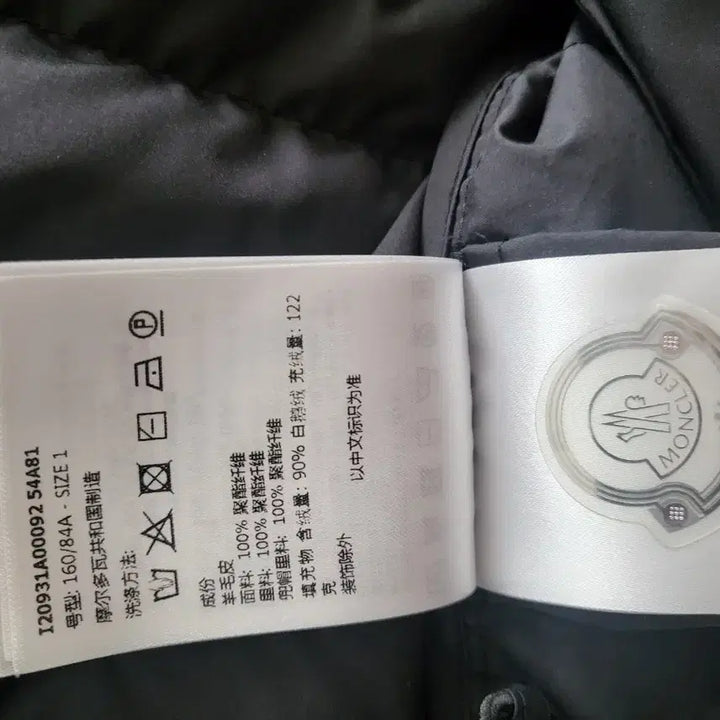 I20931A00092 54A81
号型: 160/84A - SIZE 1
摩尔多瓦共和国制造
洗涤方法:
P
成份
羊毛皮
面料: 100% 聚酯纤维
里料: 100% 聚酯纤维
兜帽里料: 100% 聚酯纤维
填充物 含绒量: 90% 白鹅绒 充绒量: 122
克
装饰除外
以中文标识为准
MONCLER